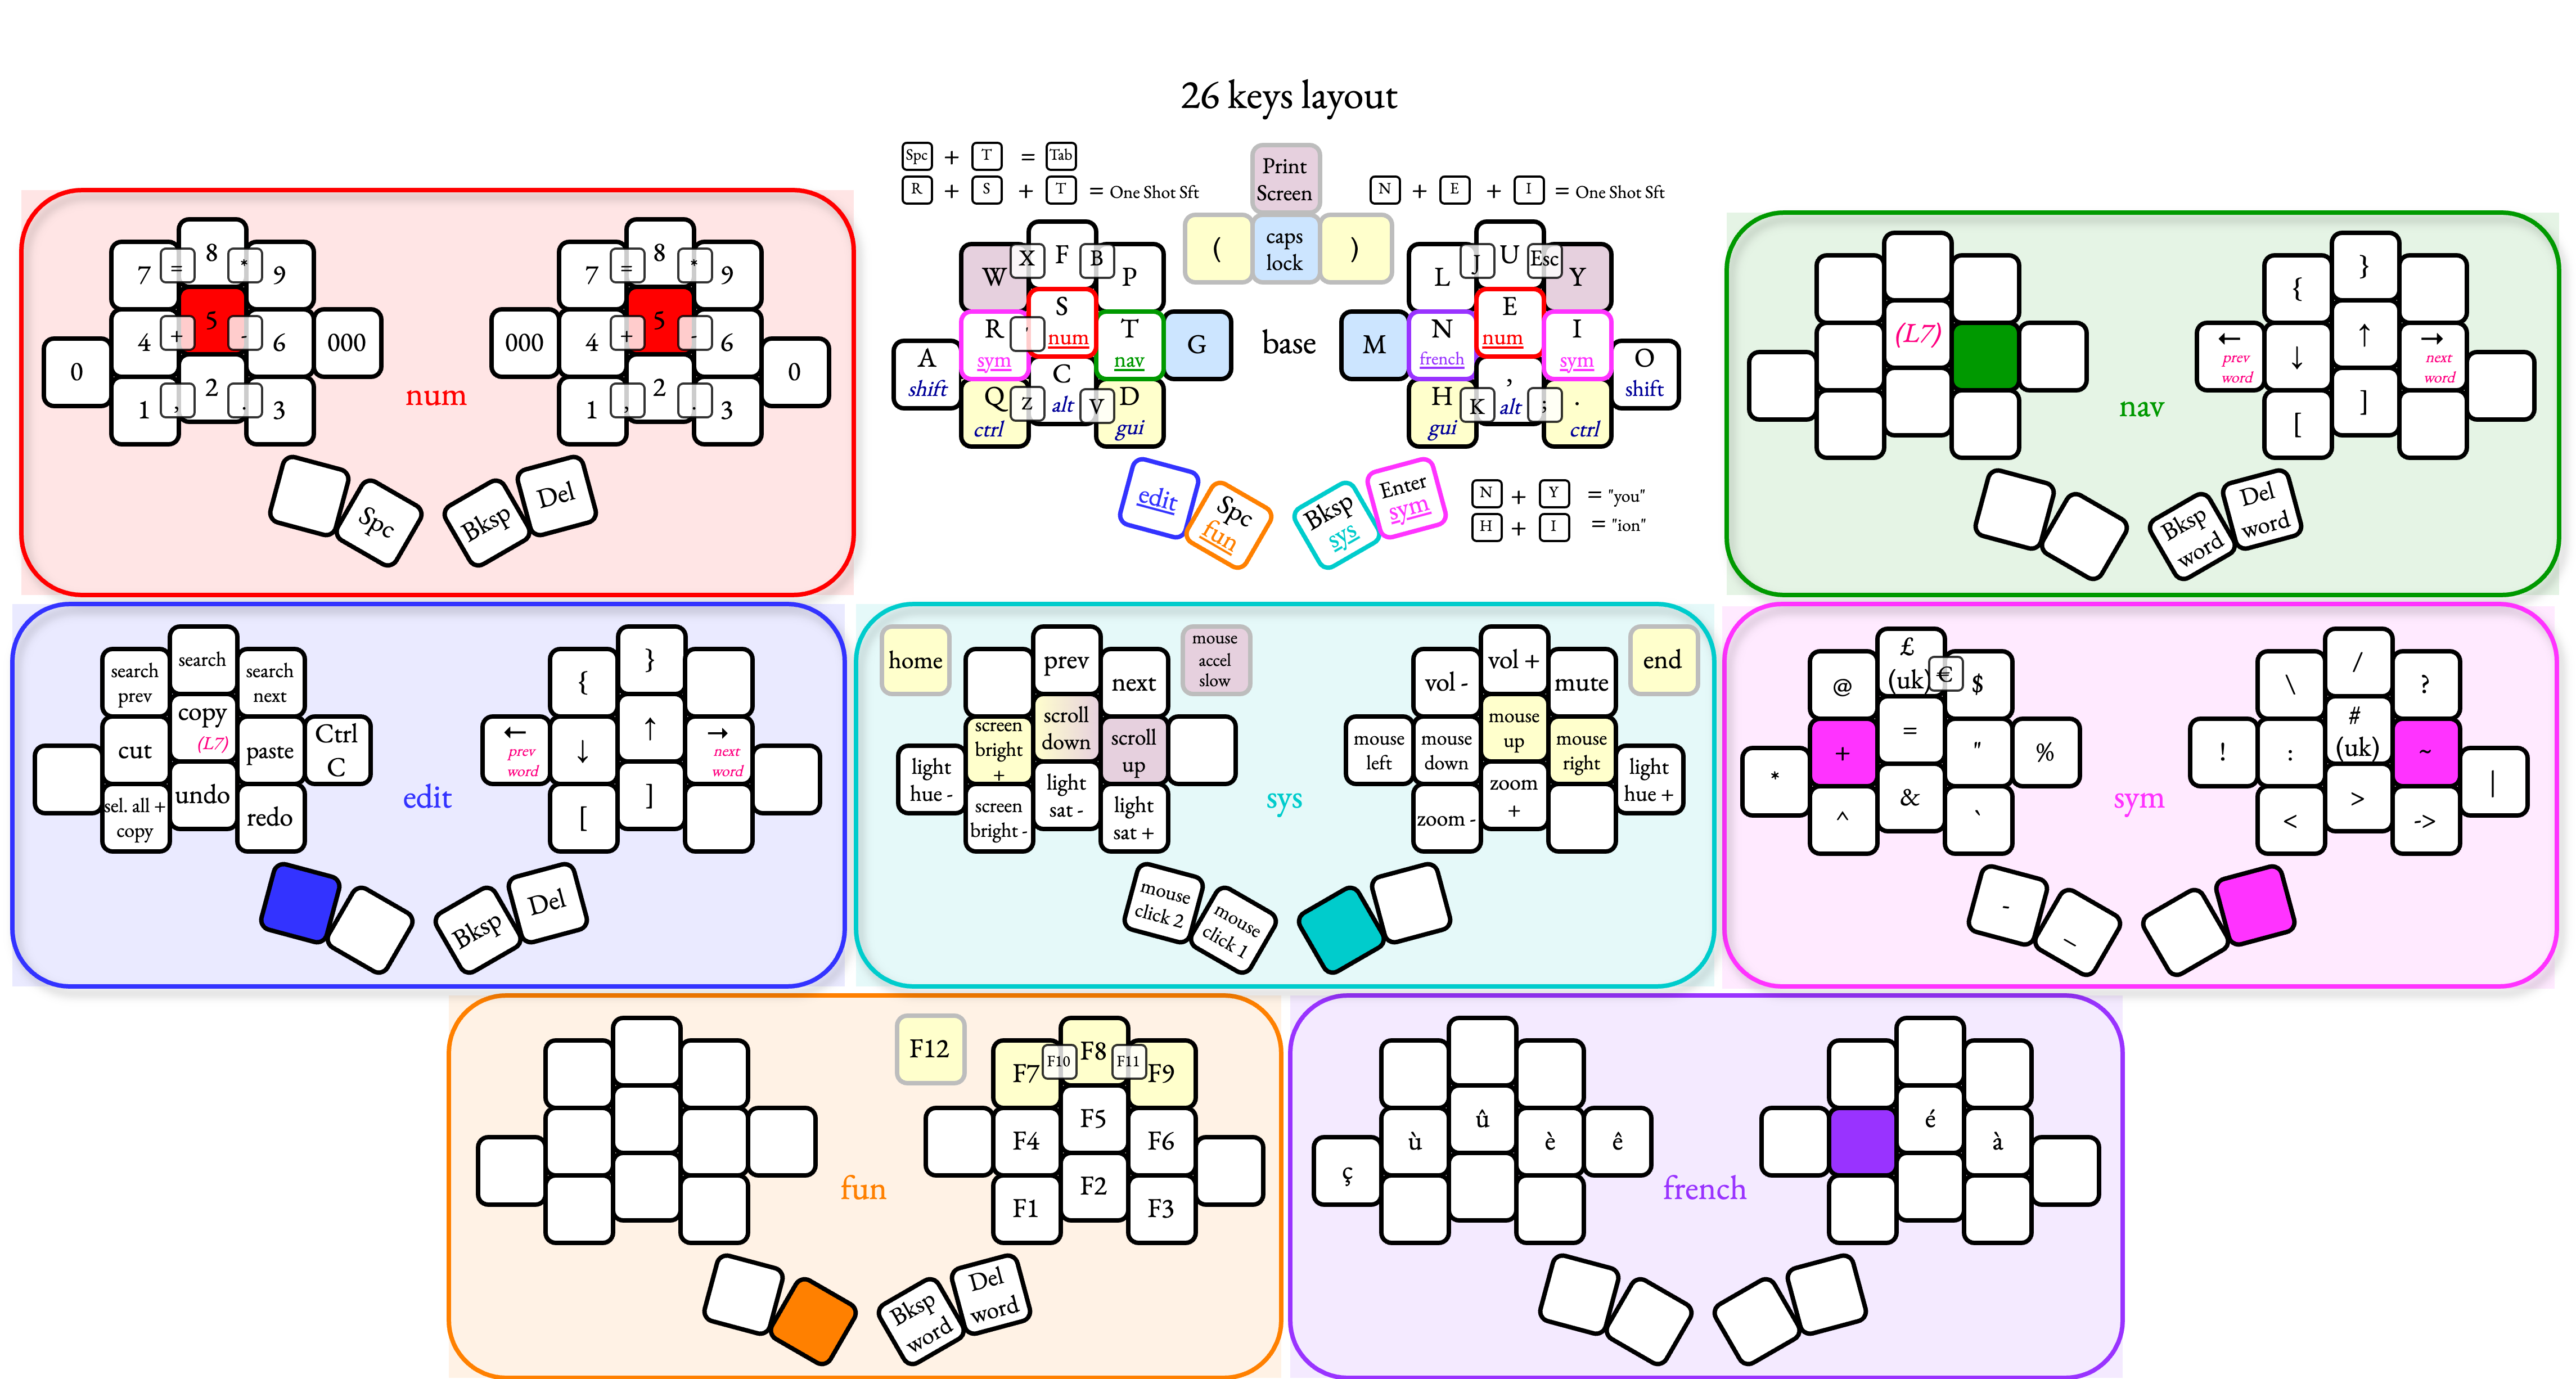 26 keys layout
Spc + T = Tab
R + S + T = One Shot Sft
Print
Screen
N + E + I = One Shot Sft
(
caps
lock
)
7 = 8 * 9
4 + 5 - 6 000
0
1 , 2 . 3
Spc
num
7 = 8 * 9
000 4 + 5 - 6
0
1 , 2 . 3
Bksp
Del
W X F B P
R ' S T G
sym num nav
A
shift
Q Z C V D
ctrl alt gui
edit
Spc
fun
base
L J U Esc Y
M N E I
french num sym
O
shift
H K , ; .
gui alt ctrl
Bksp
sys
Enter
sym
N + Y = "you"
H + I = "ion"
(L7)
nav
{ }
← ↓ ↑ →
prev
word
next
word
[ ]
Bksp
word
Del
word
search
prev
search
search
next
cut
copy
(L7)
paste
Ctrl
C
sel. all +
copy
undo
redo
edit
{ }
← ↓ ↑ →
prev
word
next
word
[ ]
Bksp
Del
home
prev
next
mouse
accel
slow
light
hue -
screen
bright
+
scroll
down
scroll
up
screen
bright -
light
sat -
light
sat +
mouse
click 2
mouse
click 1
sys
vol -
vol +
mute
end
mouse
left
mouse
down
mouse
up
mouse
right
light
hue +
zoom -
zoom
+
@
£
(uk)
€
$
* + = " %
^ & `
-
_
sym
\ / ?
! :
#
(uk)
~ |
< > ->
fun
F12
F7 F10 F8 F11 F9
F4 F5 F6
F1 F2 F3
Bksp
word
Del
word
ç ù û è ê
french
é à